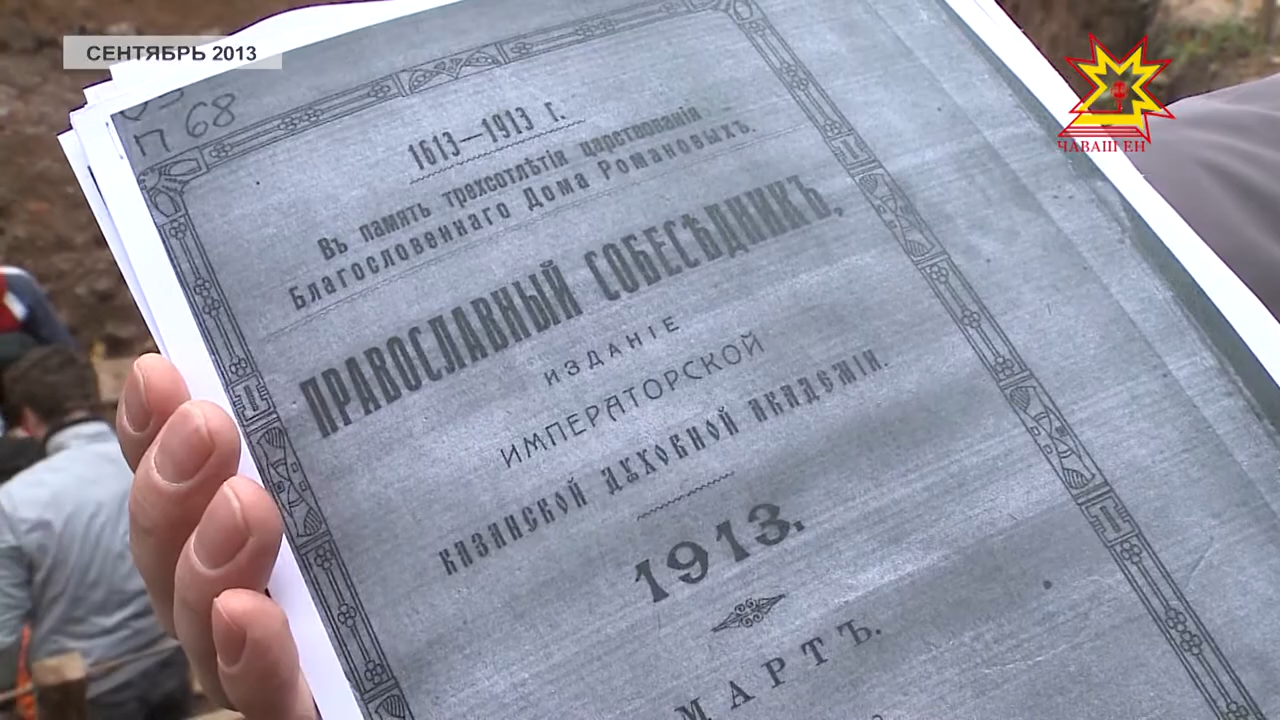 СЕНТЯБРЬ 2013
ЧАВАШ ЕН
П 68
1613—1913 г.
Въ память трехсотлѣтія царствованія
Благословеннаго Дома Романовыхъ.
ПРАВОСЛАВНЫЙ СОБЕСѢДНИКЪ,
ИЗДАНІЕ
ИМПЕРАТОРСКОЙ
КАЗАНСКОЙ ДУХОВНОЙ АКАДЕМІИ.
1913.
МАРТЪ.